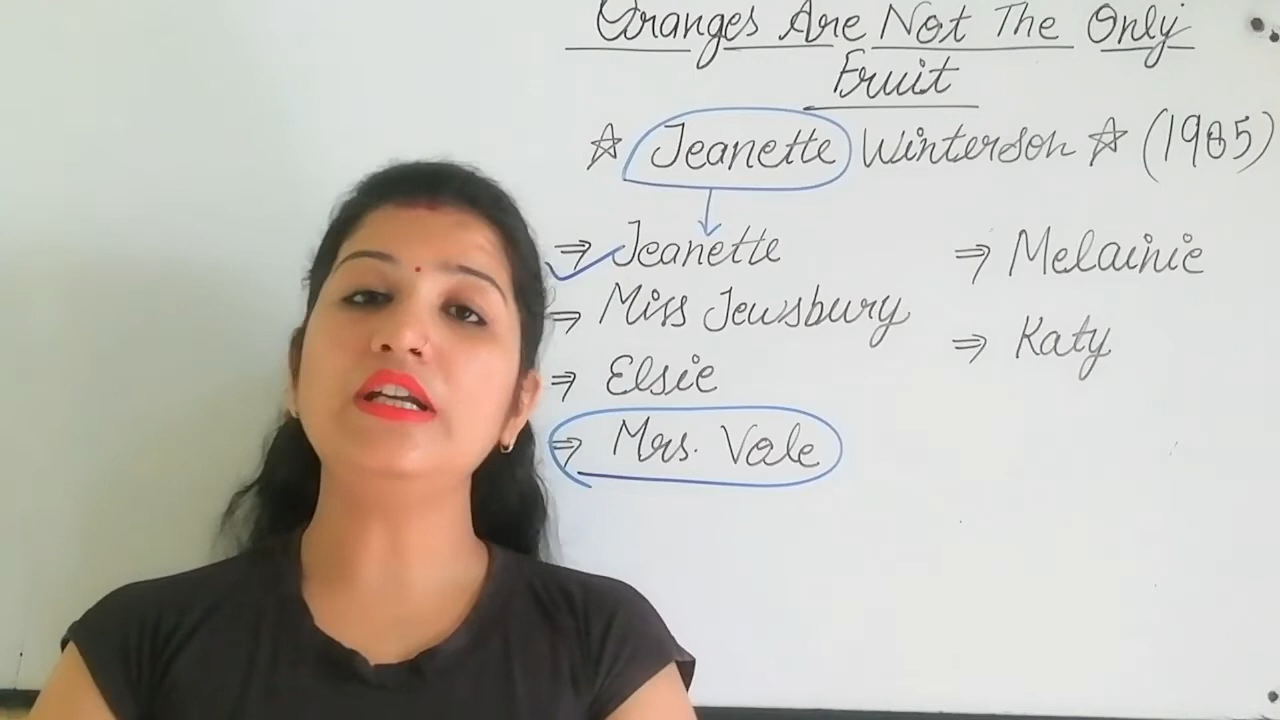 Oranges Are Not The Only
Fruit
☆ Jeanette Winterson ☆ (1985)
⇒ Jeanette
⇒ Miss Jewsbury
⇒ Elsie
⇒ Mrs. Vale
⇒ Melainie
⇒ Katy